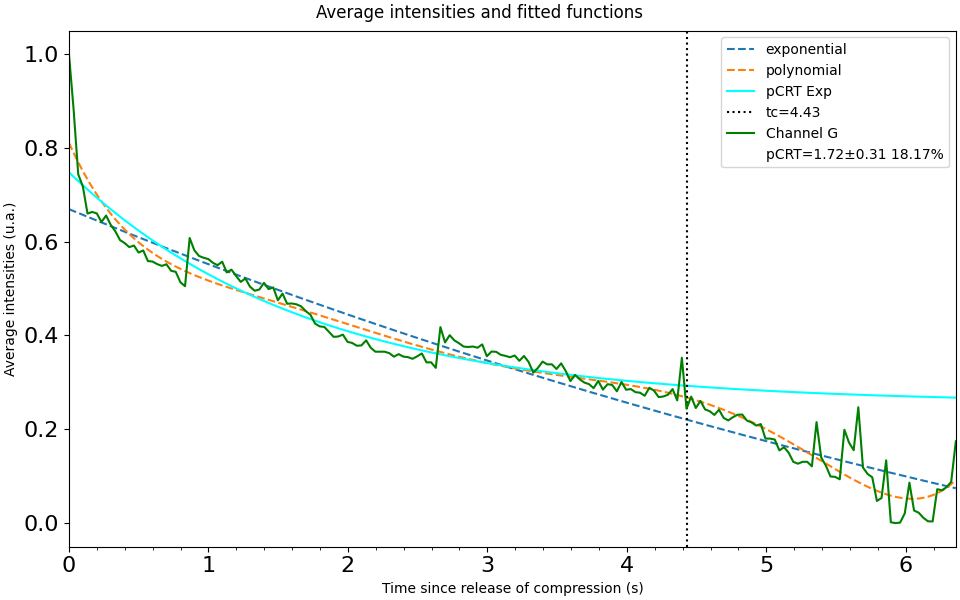 Average intensities and fitted functions
Average intensities (u.a.)
1.0
0.8
0.6
0.4
0.2
0.0
exponential
polynomial
pCRT Exp
tc=4.43
Channel G
pCRT=1.72±0.31 18.17%
0 1 2 3 4 5 6
Time since release of compression (s)